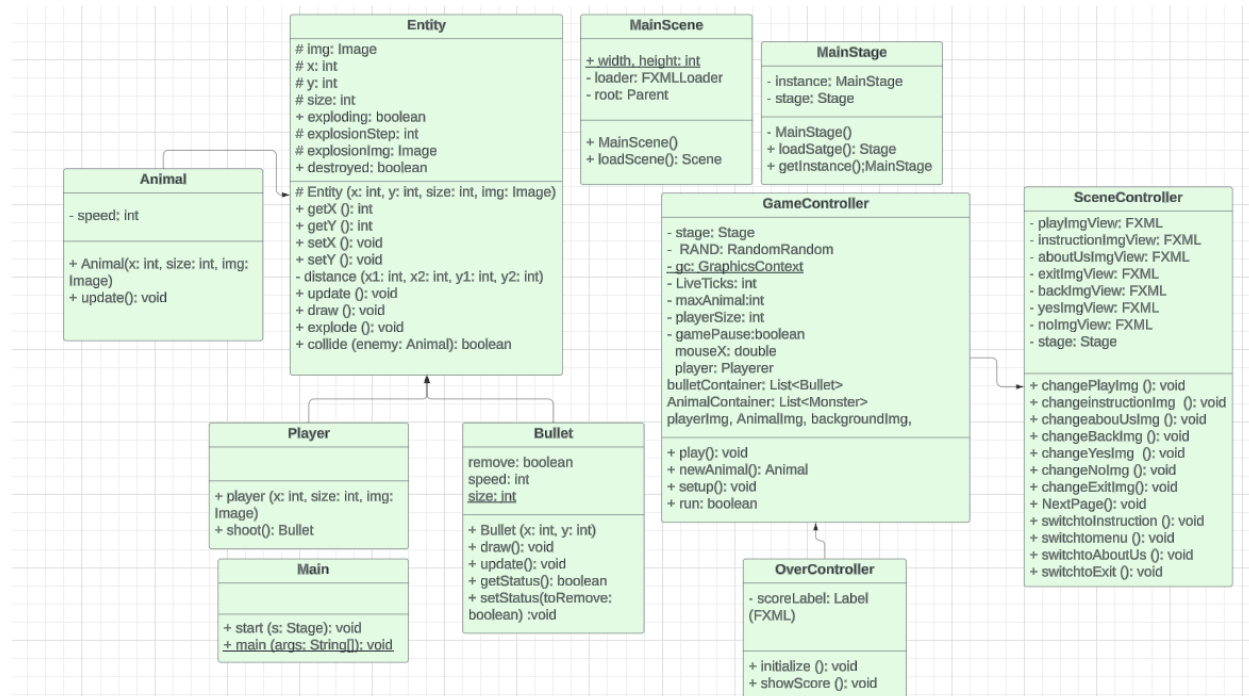 Entity
# img: Image
# x: int
# y: int
# size: int
+ exploding: boolean
# explosionStep: int
# explosionImg: Image
+ destroyed: boolean
# Entity (x: int, y: int, size: int, img: Image)
+ getX (): int
+ getY (): int
+ setX (): void
+ setY (): void
- distance (x1: int, x2: int, y1: int, y2: int)
+ update (): void
+ draw (): void
+ explode (): void
+ collide (enemy: Animal): boolean
MainScene
+ width, height: int
- loader: FXMLLoader
- root: Parent
+ MainScene()
+ loadScene(): Scene
MainStage
- instance: MainStage
- stage: Stage
- MainStage()
+ loadSatge(): Stage
+ getInstance();MainStage
Animal
- speed: int
+ Animal(x: int, size: int, img:
Image)
+ update(): void
GameController
- stage: Stage
- RAND: RandomRandom
- gc: GraphicsContext
- LiveTicks: int
- maxAnimal:int
- playerSize: int
- gamePause:boolean
mouseX: double
player: Playerer
bulletContainer: List<Bullet>
AnimalContainer: List<Monster>
playerImg, AnimalImg, backgroundImg,
+ play(): void
+ newAnimal(): Animal
+ setup(): void
+ run: boolean
SceneController
- playImgView: FXML
- instructionImgView: FXML
- aboutUsImgView: FXML
- exitImgView: FXML
- backImgView: FXML
- yesImgView: FXML
- noImgView: FXML
- stage: Stage
+ changePlayImg (): void
+ changeinstructionImg (): void
+ changeabouUsImg (): void
+ changeBackImg (): void
+ changeYesImg (): void
+ changeNoImg (): void
+ changeExitImg(): void
+ NextPage(): void
+ switchtoInstruction (): void
+ switchtomenu (): void
+ switchtoAboutUs (): void
+ switchtoExit (): void
Player
+ player (x: int, size: int, img:
Image)
+ shoot(): Bullet
Bullet
remove: boolean
speed: int
size: int
+ Bullet (x: int, y: int)
+ draw(): void
+ update(): void
+ getStatus(): boolean
+ setStatus(toRemove:
boolean) :void
Main
+ start (s: Stage): void
+ main (args: String[]): void
OverController
- scoreLabel: Label
(FXML)
+ initialize (): void
+ showScore (): void